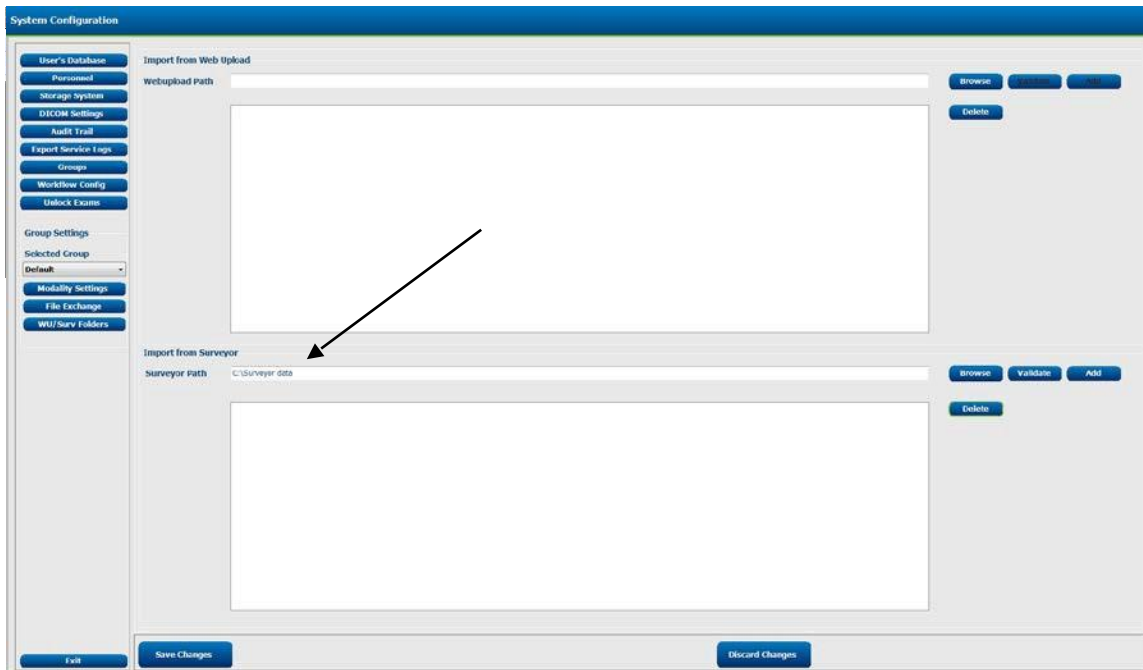 System Configuration
User's Database
Personnel
Storage System
DICOM Settings
Audit Trail
Export Service Logs
Groups
Workflow Config
Unlock Exams
Group Settings
Selected Group
Default
Modality Settings
File Exchange
WU/Surv Folders
Exit
Import from Web Upload
Webupload Path
Browse
Validate
Add
Delete
Import from Surveyor
Surveyor Path
C:\Surveyor data
Browse
Validate
Add
Delete
Save Changes
Discard Changes